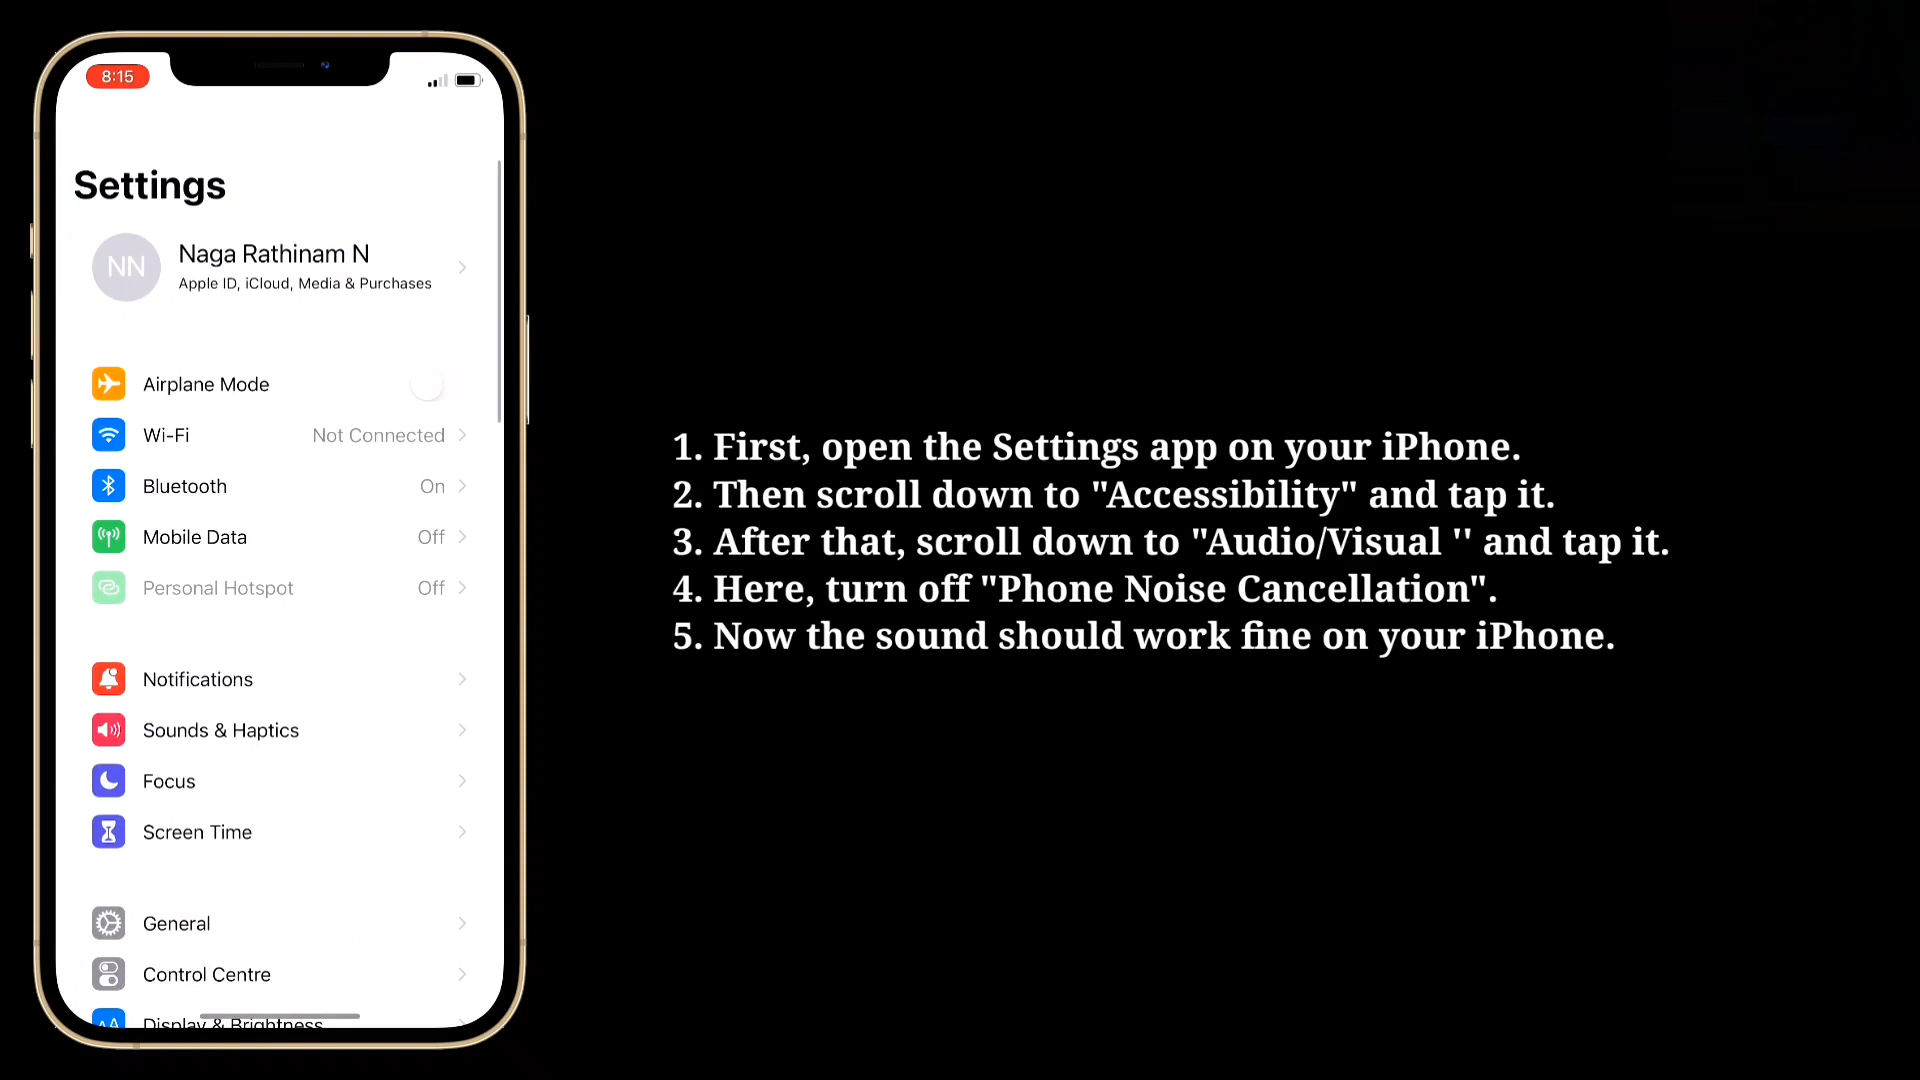 8:15
Settings
NN
Naga Rathinam N
Apple ID, iCloud, Media & Purchases
Airplane Mode
Wi-Fi Not Connected
Bluetooth On
Mobile Data Off
Personal Hotspot Off
Notifications
Sounds & Haptics
Focus
Screen Time
General
Control Centre
AA Display & Brightness
1. First, open the Settings app on your iPhone.
2. Then scroll down to "Accessibility" and tap it.
3. After that, scroll down to "Audio/Visual '' and tap it.
4. Here, turn off "Phone Noise Cancellation".
5. Now the sound should work fine on your iPhone.